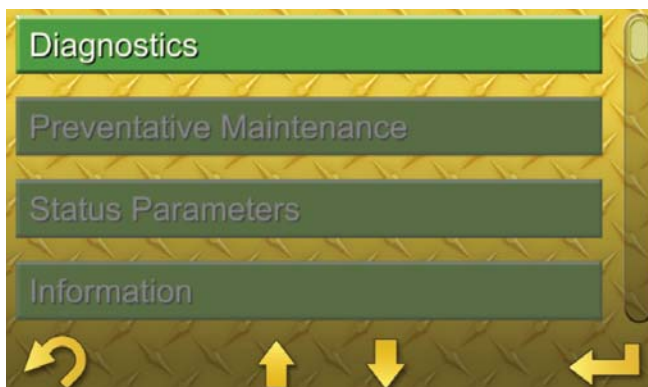 Diagnostics
Preventative Maintenance
Status Parameters
Information